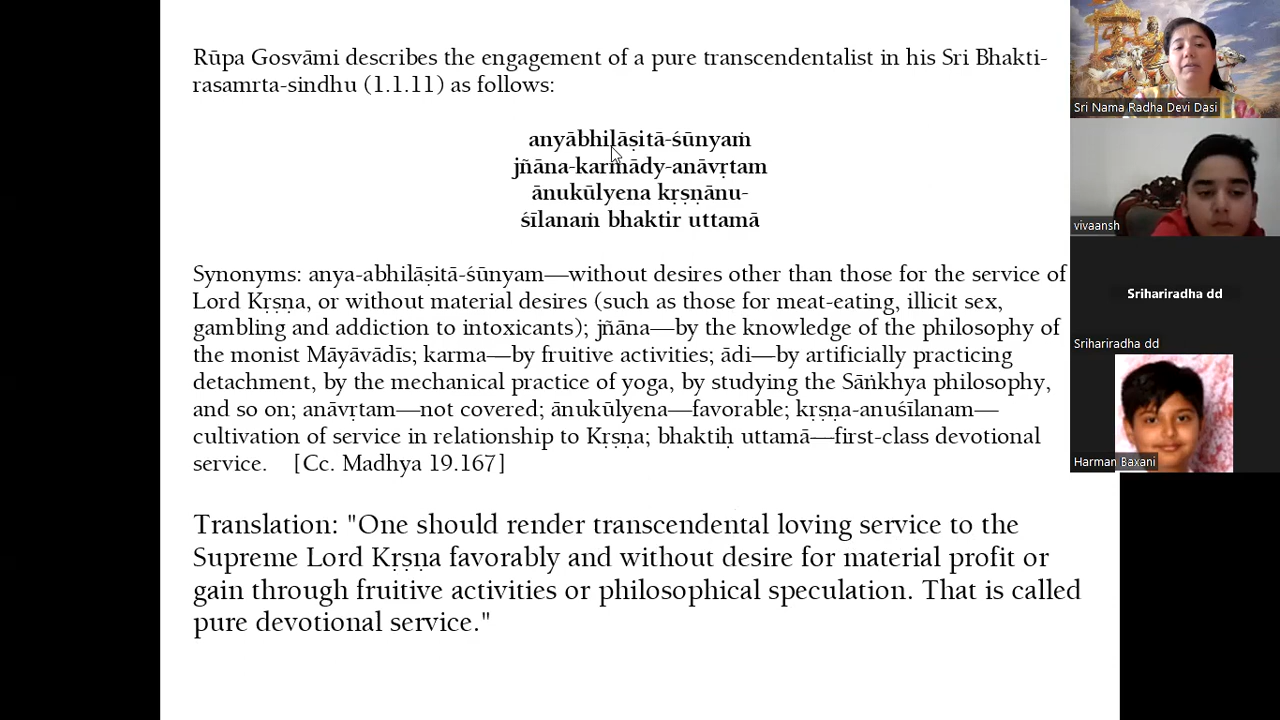 Rūpa Gosvāmi describes the engagement of a pure transcendentalist in his Sri Bhakti-
rasamrta-sindhu (1.1.11) as follows:
anyābhilāṣitā-śūnyaṁ
jñāna-karmādy-anāvṛtam
ānukūlyena kṛṣṇānu-
śīlanaṁ bhaktir uttamā
Synonyms: anya-abhilāṣitā-śūnyam—without desires other than those for the service of
Lord Kṛṣṇa, or without material desires (such as those for meat-eating, illicit sex,
gambling and addiction to intoxicants); jñāna—by the knowledge of the philosophy of
the monist Māyāvādīs; karma—by fruitive activities; ādi—by artificially practicing
detachment, by the mechanical practice of yoga, by studying the Sāṅkhya philosophy,
and so on; anāvṛtam—not covered; ānukūlyena—favorable; kṛṣṇa-anuśīlanam—
cultivation of service in relationship to Kṛṣṇa; bhaktiḥ uttamā—first-class devotional
service. [Cc. Madhya 19.167]
Translation: "One should render transcendental loving service to the
Supreme Lord Kṛṣṇa favorably and without desire for material profit or
gain through fruitive activities or philosophical speculation. That is called
pure devotional service."
Sri Nama Radha Devi Dasi
vivaansh
Srihariradha dd
Srihariradha dd
Harman Baxani